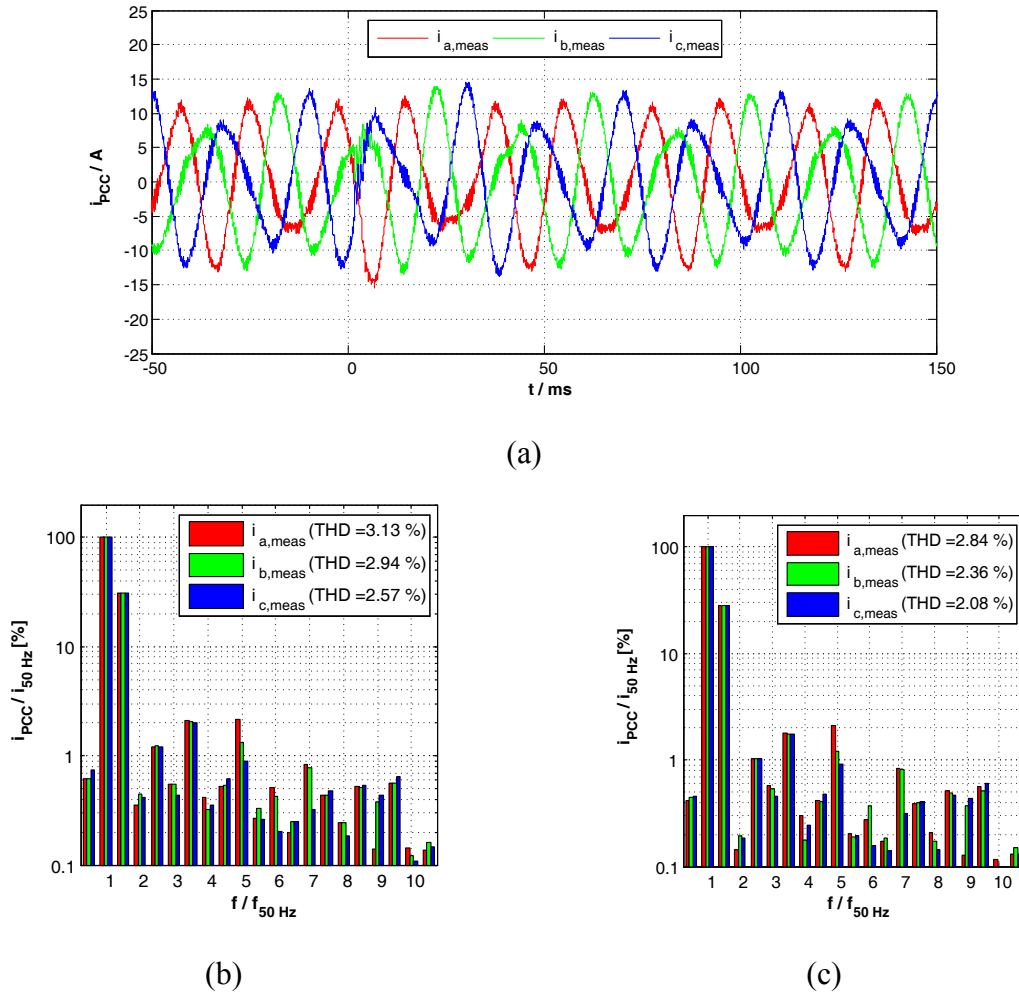 25
20
15
10
5
0
-5
-10
-15
-20
-25
i_PCC / A
i_a,meas i_b,meas i_c,meas
-50 0 50 100 150
t / ms
(a)
100
10
1
0.1
i_PCC / i_50 Hz [%]
i_a,meas (THD =3.13 %)
i_b,meas (THD =2.94 %)
i_c,meas (THD =2.57 %)
1 2 3 4 5 6 7 8 9 10
f / f_50 Hz
(b)
100
10
1
0.1
i_PCC / i_50 Hz [%]
i_a,meas (THD =2.84 %)
i_b,meas (THD =2.36 %)
i_c,meas (THD =2.08 %)
1 2 3 4 5 6 7 8 9 10
f / f_50 Hz
(c)